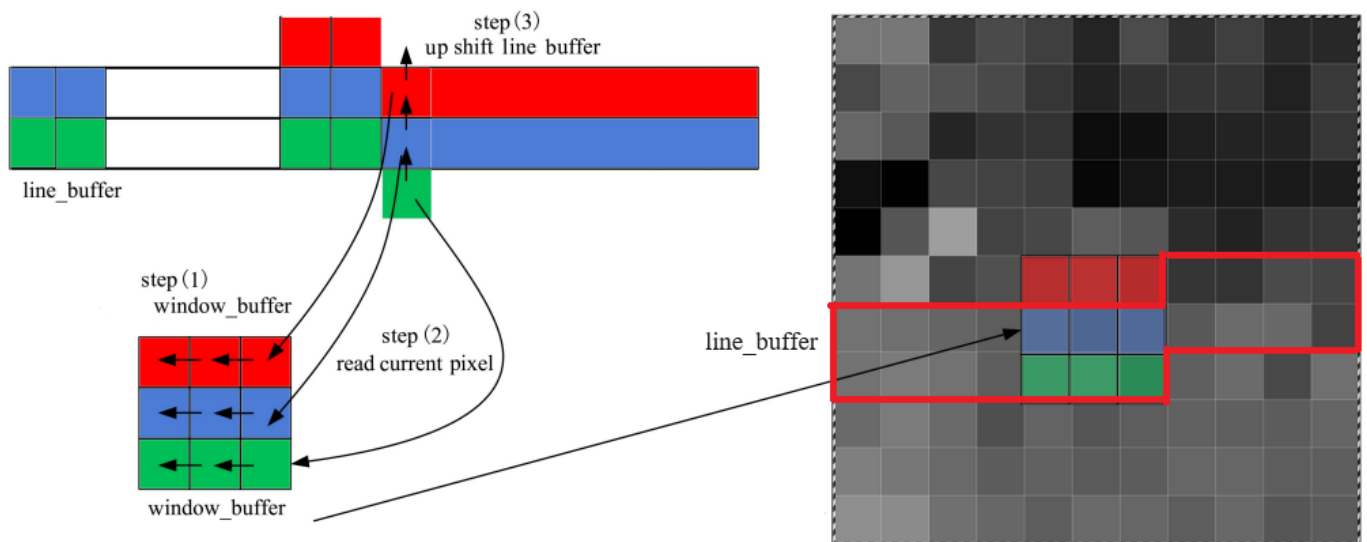 step (3)
up shift line buffer
line_buffer
step (1)
window_buffer
step (2)
read current pixel
window_buffer
line_buffer